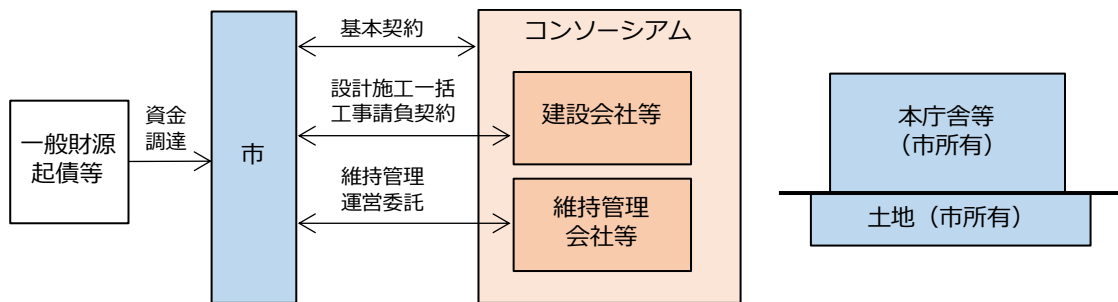 一般財源
起債等
資金
調達
市
基本契約
設計施工一括
工事請負契約
維持管理
運営委託
コンソーシアム
建設会社等
維持管理
会社等
本庁舎等
（市所有）
土地（市所有）